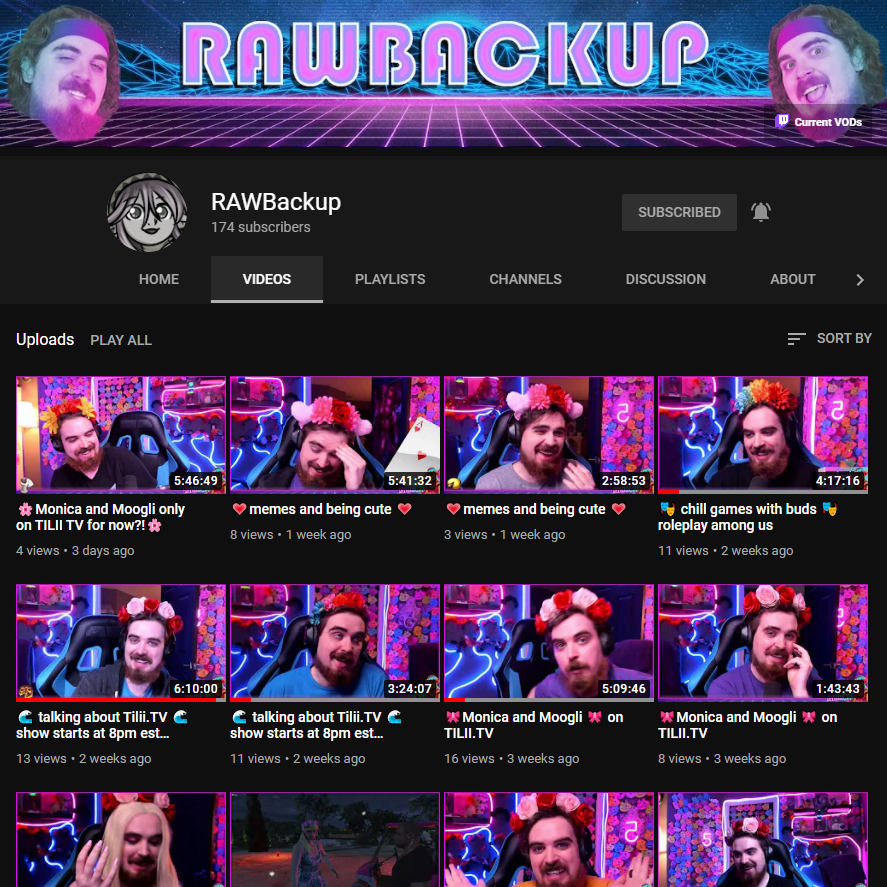 RAWBACKUP
Current VODs
RAWBackup
174 subscribers
SUBSCRIBED
HOME
VIDEOS
PLAYLISTS
CHANNELS
DISCUSSION
ABOUT
Uploads
PLAY ALL
SORT BY
5:46:49
5:41:32
2:58:53
4:17:16
🌸Monica and Moogli only
on TILII TV for now?!🌸
4 views • 3 days ago
❤️memes and being cute ❤️
8 views • 1 week ago
❤️memes and being cute ❤️
3 views • 1 week ago
🎭 chill games with buds 🎭
roleplay among us
11 views • 2 weeks ago
6:10:00
3:24:07
5:09:46
1:43:43
🌊 talking about Tilii.TV 🌊
show starts at 8pm est...
13 views • 2 weeks ago
🌊 talking about Tilii.TV 🌊
show starts at 8pm est...
11 views • 2 weeks ago
🎀Monica and Moogli 🎀 on
TILII.TV
16 views • 3 weeks ago
🎀Monica and Moogli 🎀 on
TILII.TV
8 views • 3 weeks ago